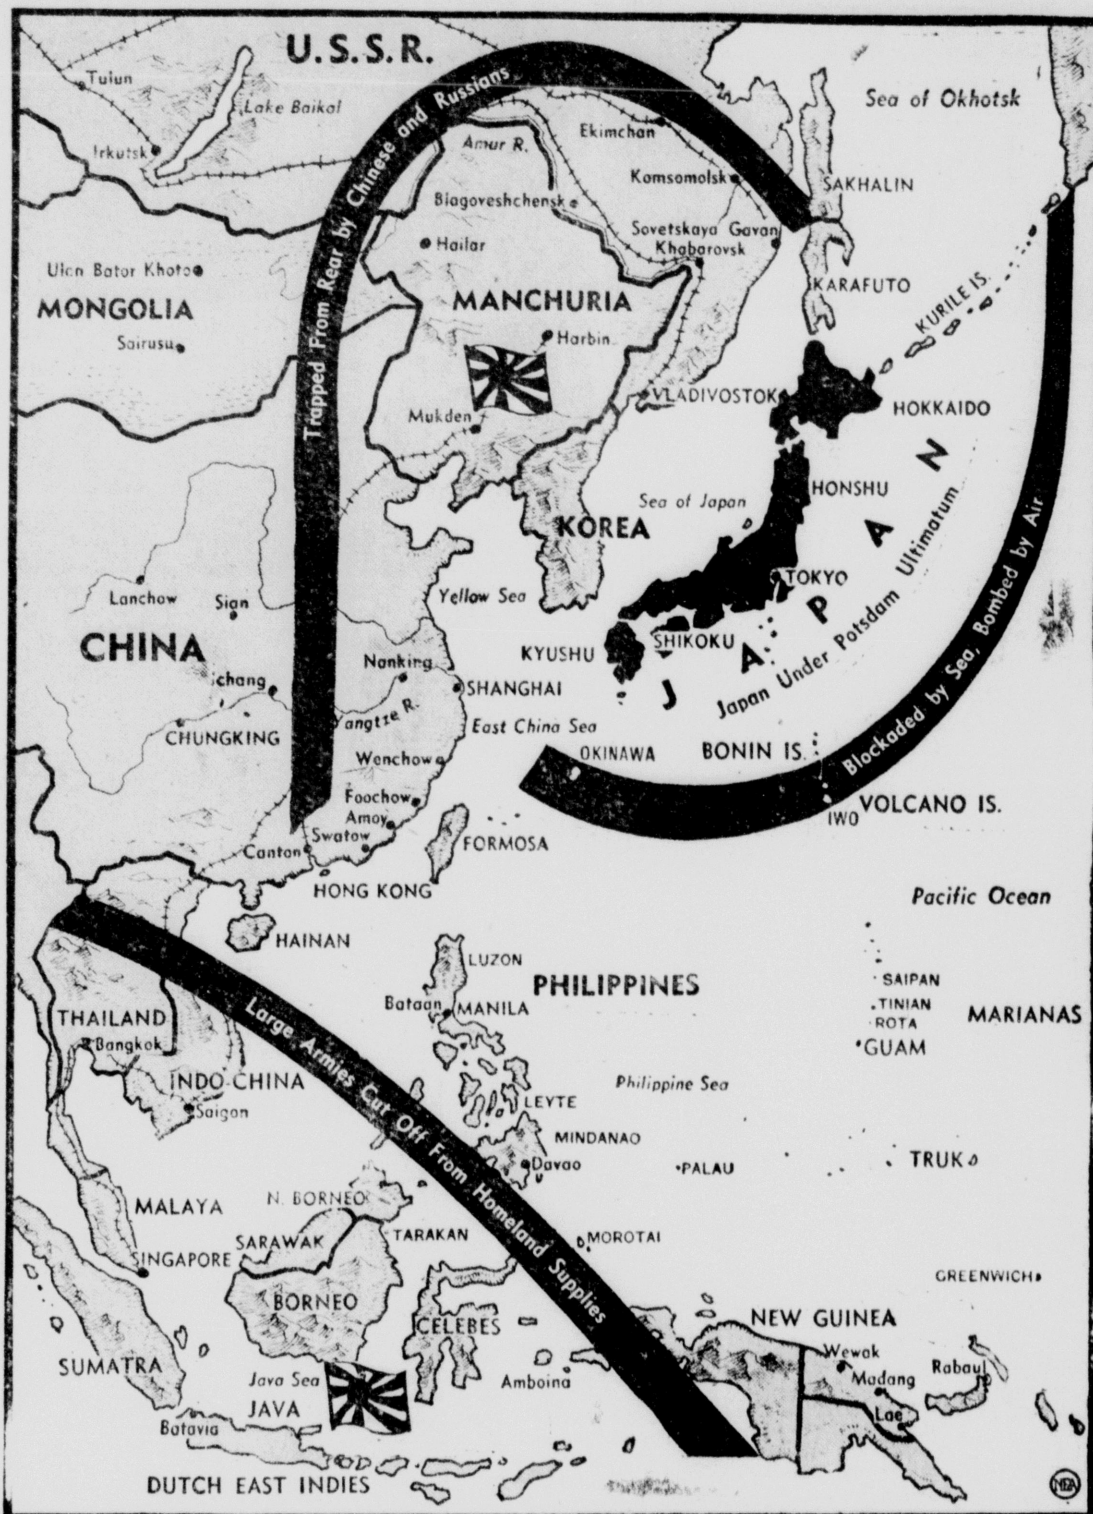 U.S.S.R.
Tulun
Lake Baikal
Irkutsk
Sea of Okhotsk
Amur R.
Ekimchan
Komsomolsk
Blagoveshchensk
Sovetskaya Gavan
Khabarovsk
SAKHALIN
Hailar
Trapped From Rear by Chinese and Russians
Ulan Bator Khoto
MONGOLIA
Sairusu
MANCHURIA
Harbin
KARAFUTO
KURILE IS.
Mukden
VLADIVOSTOK
HOKKAIDO
HONSHU
Sea of Japan
KOREA
TOKYO
JAPAN
Japan Under Potsdam Ultimatum
Blockaded by Sea, Bombed by Air
Lanchow
Sian
Yellow Sea
CHINA
KYUSHU
SHIKOKU
Nanking
Ichang
SHANGHAI
Yangtze R.
CHUNGKING
East China Sea
Wenchow
OKINAWA
BONIN IS.
Foochow
Amoy
IWO
VOLCANO IS.
Swatow
Canton
FORMOSA
HONG KONG
Pacific Ocean
HAINAN
LUZON
PHILIPPINES
SAIPAN
TINIAN
ROTA
MARIANAS
GUAM
Bataan
MANILA
THAILAND
Bangkok
Large Armies Cut Off From Homeland Supplies
INDO-CHINA
Saigon
Philippine Sea
LEYTE
MINDANAO
Davao
PALAU
TRUK
MALAYA
N. BORNEO
SARAWAK
TARAKAN
MOROTAI
SINGAPORE
GREENWICH
BORNEO
CELEBES
NEW GUINEA
SUMATRA
Wewak
Madang
Rabaul
Java Sea
JAVA
Amboina
Lae
Batavia
DUTCH EAST INDIES
NEA